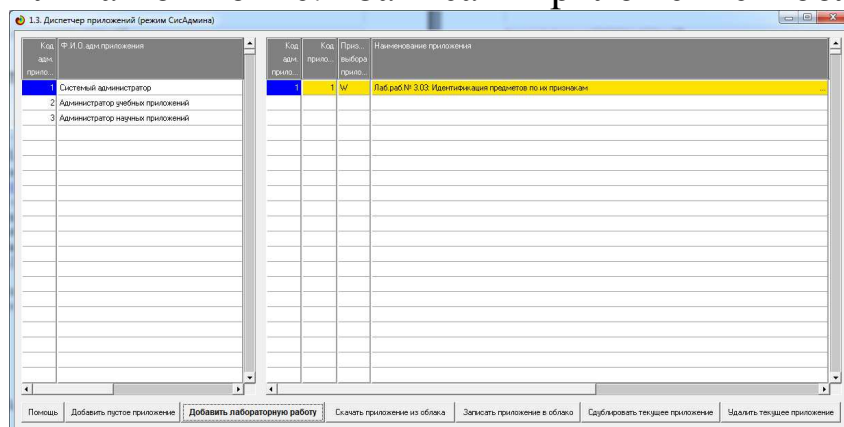 1.3. Диспетчер приложений (режим СисАдмина)
Код адм. прило... Ф.И.О. адм.приложения
1 Системый администратор
2 Администратор учебных приложений
3 Администратор научных приложений
Код адм. прило... Код прило... Приз... выбора прило... Наименование приложения
1 1 W Лаб.раб.№ 3.03: Идентификация предметов по их признакам ...
Помощь Добавить пустое приложение Добавить лабораторную работу Скачать приложение из облака Записать приложение в облако Сдублировать текущее приложение Удалить текущее приложение